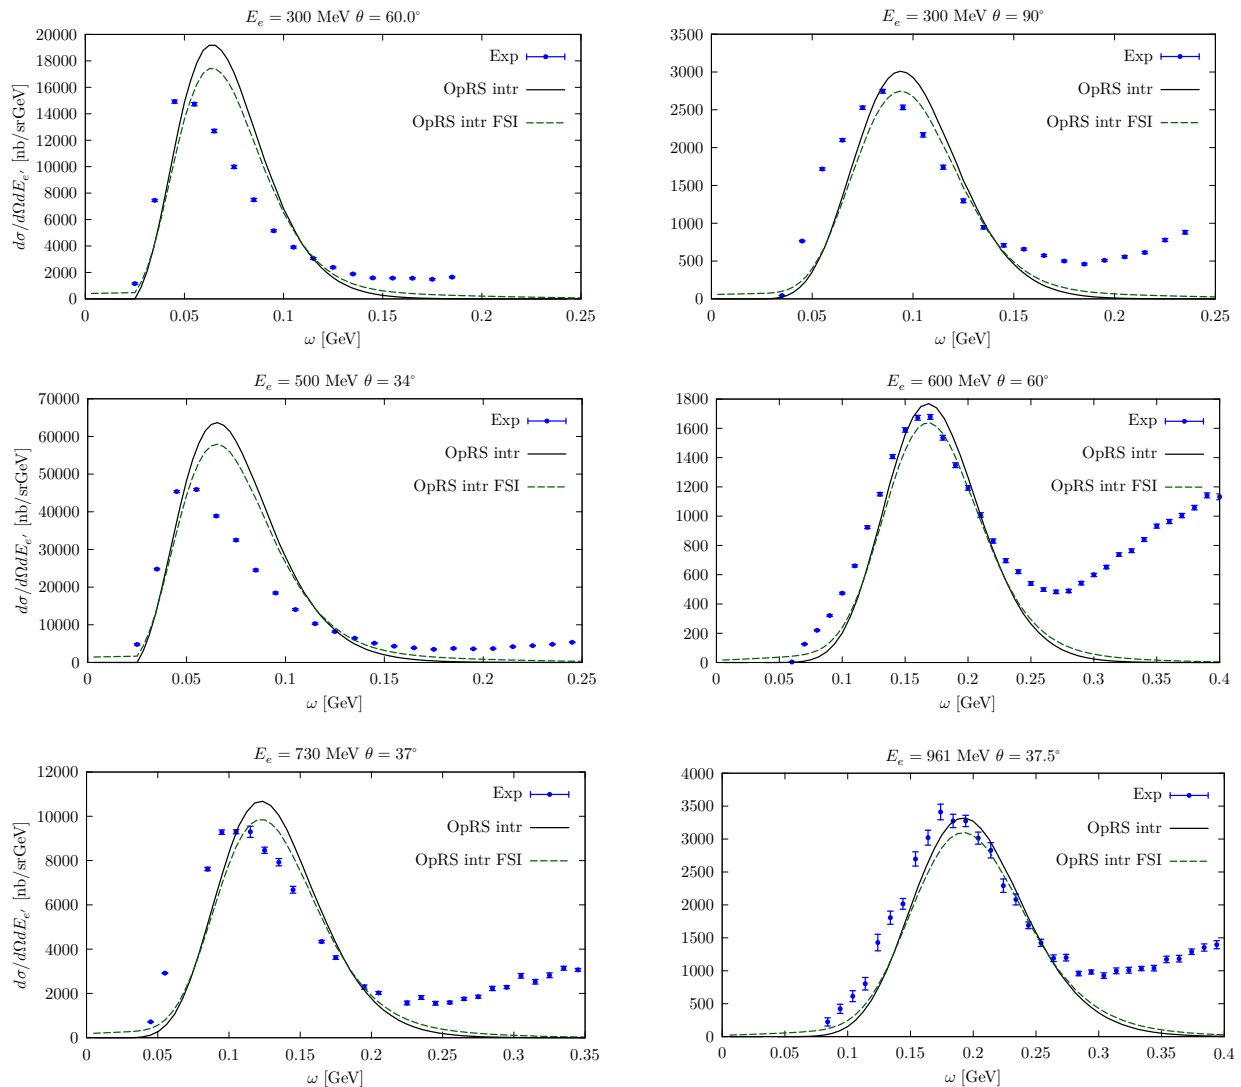 E_e = 300 MeV θ = 60.0°
dσ/dΩdE_e′ [nb/srGeV]
20000
18000
16000
14000
12000
10000
8000
6000
4000
2000
0
Exp
OpRS intr
OpRS intr FSI
0 0.05 0.1 0.15 0.2 0.25
ω [GeV]
E_e = 300 MeV θ = 90°
3500
3000
2500
2000
1500
1000
500
0
Exp
OpRS intr
OpRS intr FSI
0 0.05 0.1 0.15 0.2 0.25
ω [GeV]
E_e = 500 MeV θ = 34°
dσ/dΩdE_e′ [nb/srGeV]
70000
60000
50000
40000
30000
20000
10000
0
Exp
OpRS intr
OpRS intr FSI
0 0.05 0.1 0.15 0.2 0.25
ω [GeV]
E_e = 600 MeV θ = 60°
1800
1600
1400
1200
1000
800
600
400
200
0
Exp
OpRS intr
OpRS intr FSI
0 0.05 0.1 0.15 0.2 0.25 0.3 0.35 0.4
ω [GeV]
E_e = 730 MeV θ = 37°
dσ/dΩdE_e′ [nb/srGeV]
12000
10000
8000
6000
4000
2000
0
Exp
OpRS intr
OpRS intr FSI
0 0.05 0.1 0.15 0.2 0.25 0.3 0.35
ω [GeV]
E_e = 961 MeV θ = 37.5°
4000
3500
3000
2500
2000
1500
1000
500
0
Exp
OpRS intr
OpRS intr FSI
0 0.05 0.1 0.15 0.2 0.25 0.3 0.35 0.4
ω [GeV]